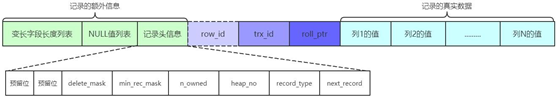 记录的额外信息 记录的真实数据
变长字段长度列表 NULL值列表 记录头信息 row_id trx_id roll_ptr 列1的值 列2的值 ......... 列N的值
预留位 预留位 delete_mask min_rec_mask n_owned heap_no record_type next_record